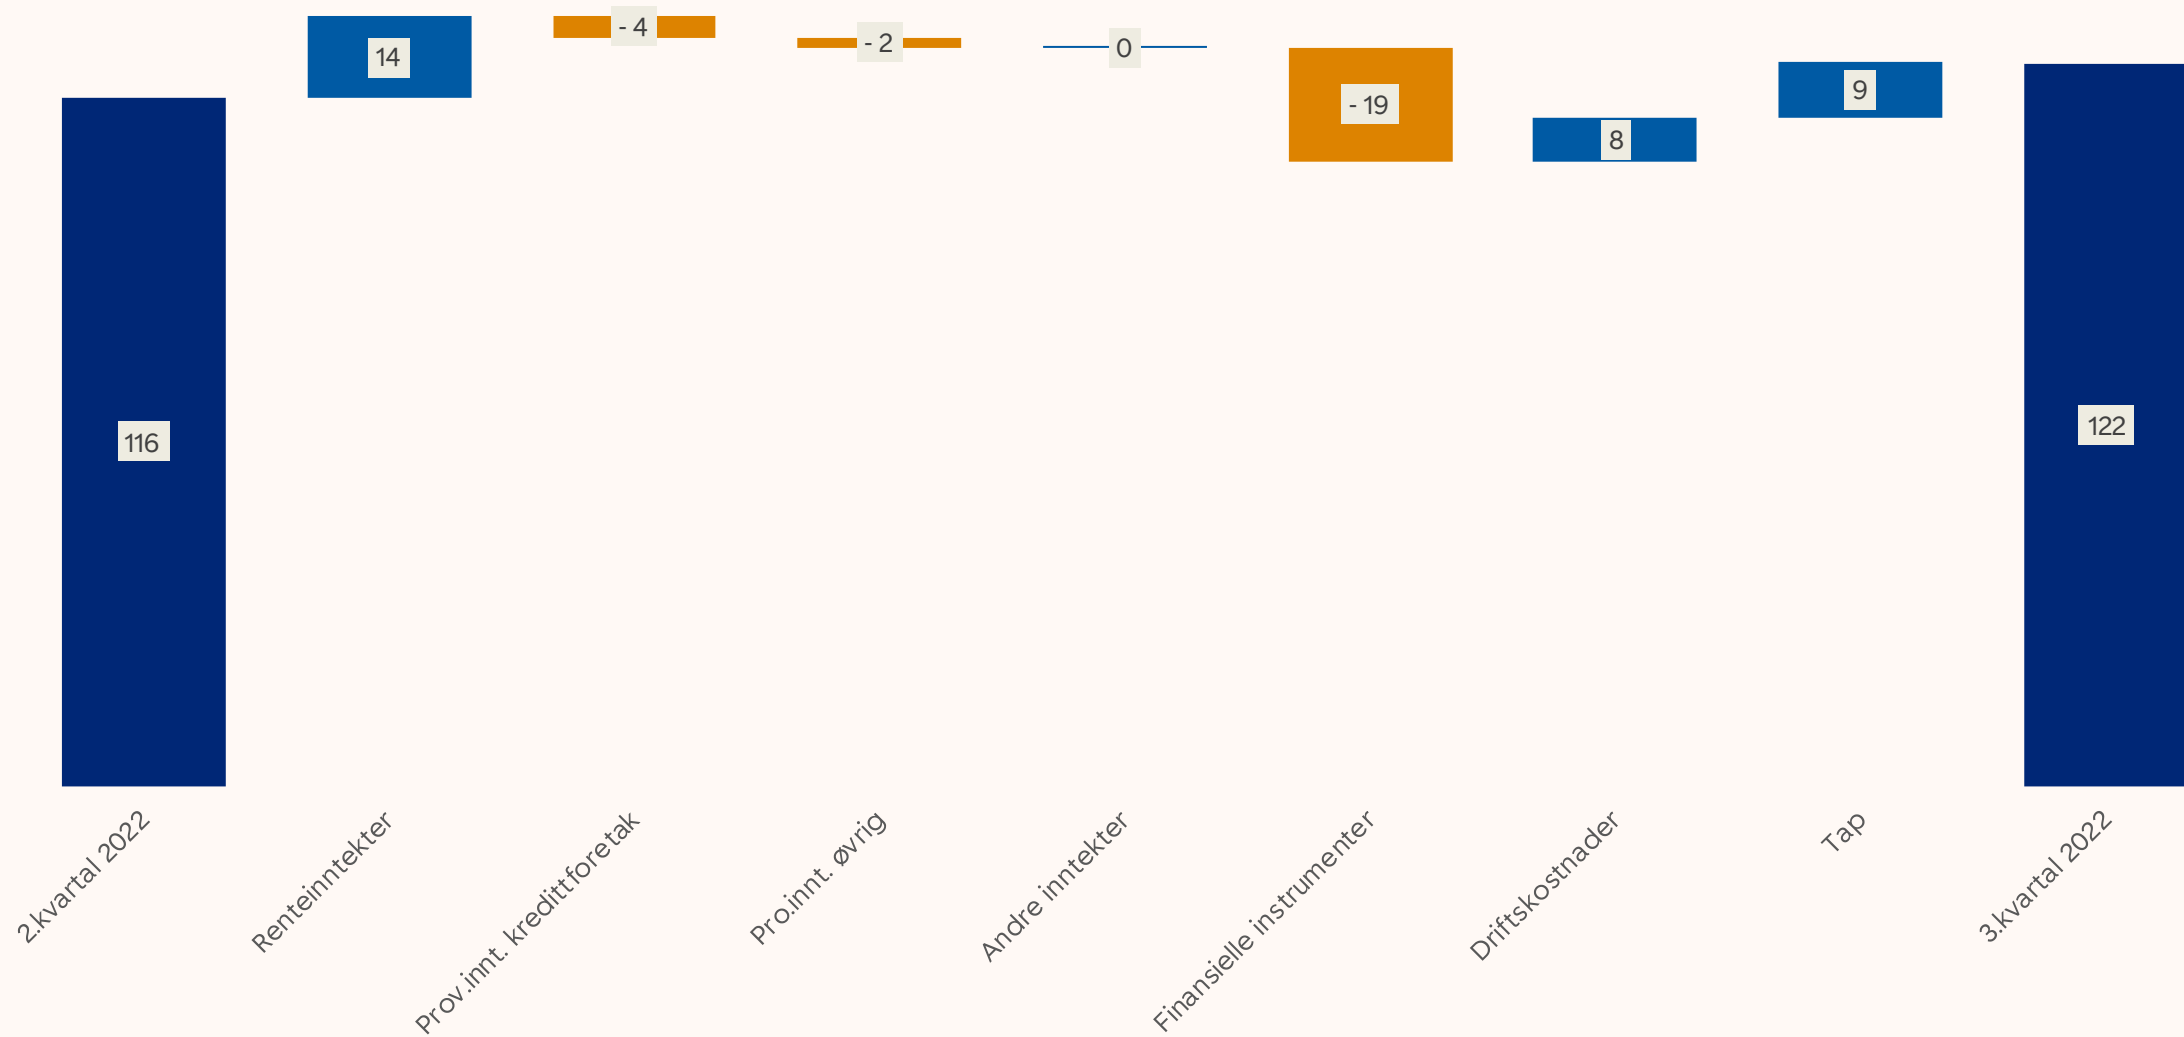 14
- 4
- 2
0
- 19
8
9
116
122
2.kvartal 2022
Renteinntekter
Prov.innt. kredittforetak
Pro.innt. øvrig
Andre inntekter
Finansielle instrumenter
Driftskostnader
Tap
3.kvartal 2022